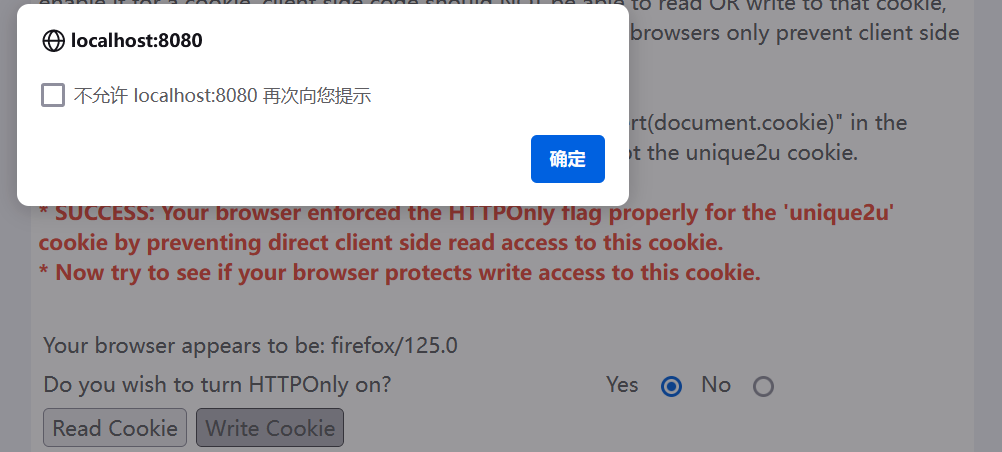 enable it for a cookie, client side code should NOT be able to read OR write to that cookie,
localhost:8080
browsers only prevent client side
不允许 localhost:8080 再次向您提示
rt(document.cookie)" in the
确定
t the unique2u cookie.
* SUCCESS: Your browser enforced the HTTPOnly flag properly for the 'unique2u'
cookie by preventing direct client side read access to this cookie.
* Now try to see if your browser protects write access to this cookie.
Your browser appears to be: firefox/125.0
Do you wish to turn HTTPOnly on? Yes No
Read Cookie Write Cookie